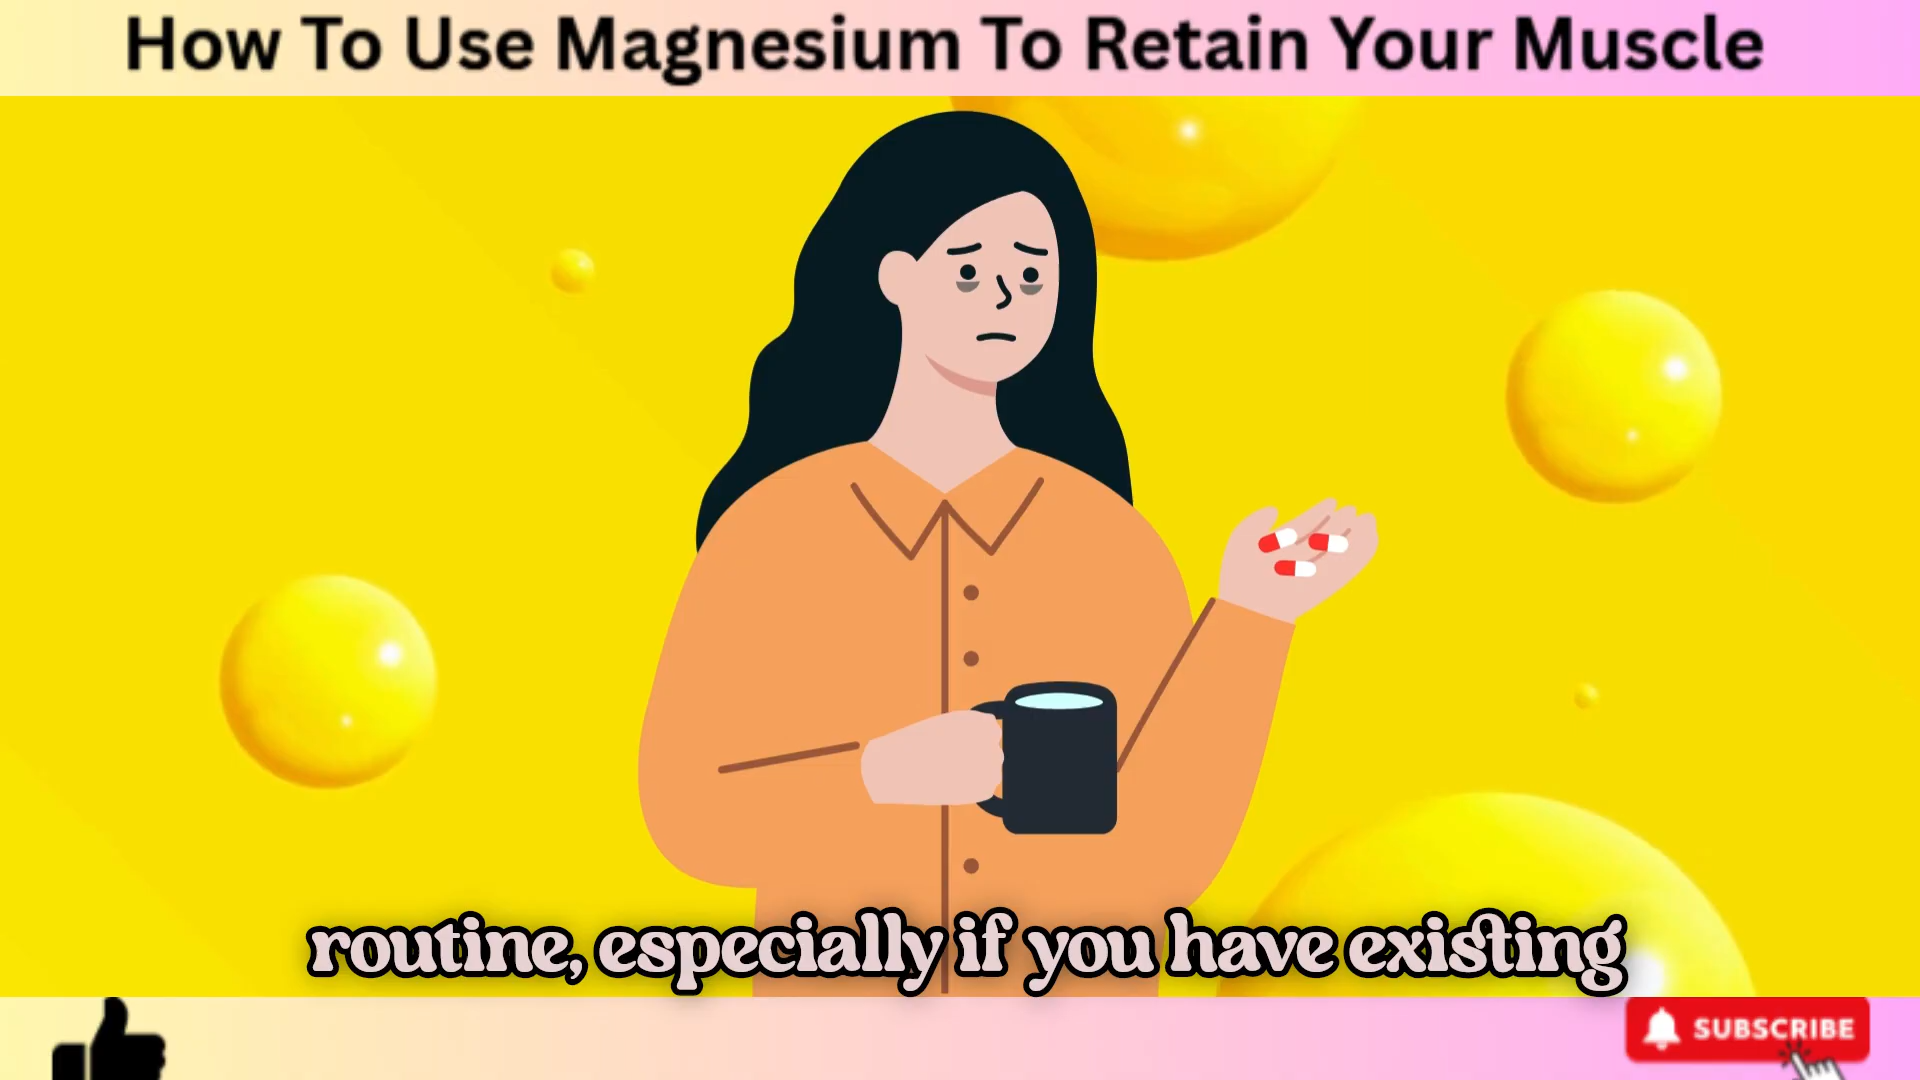 How To Use Magnesium To Retain Your Muscle
routine, especially if you have existing
SUBSCRIBE